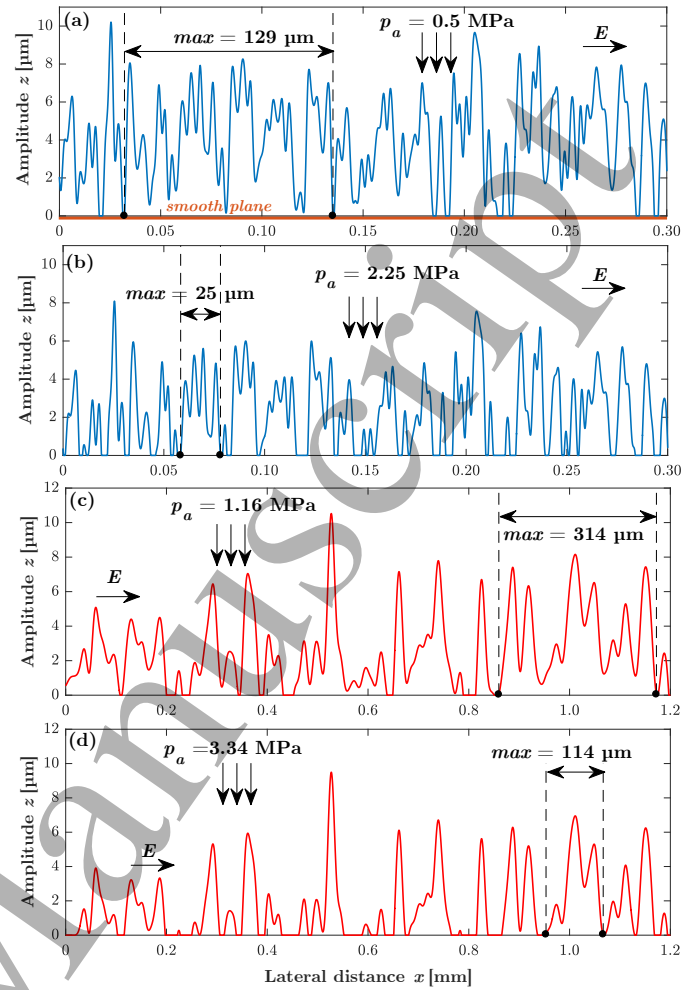 (a)
max = 129 μm
p_a = 0.5 MPa
E
Amplitude z [μm]
10
8
6
4
2
0
smooth plane
0 0.05 0.10 0.15 0.20 0.25 0.30
(b)
max = 25 μm
p_a = 2.25 MPa
E
Amplitude z [μm]
10
8
6
4
2
0
0 0.05 0.10 0.15 0.20 0.25 0.30
(c)
p_a = 1.16 MPa
max = 314 μm
E
Amplitude z [μm]
12
10
8
6
4
2
0
0 0.2 0.4 0.6 0.8 1.0 1.2
(d)
p_a =3.34 MPa
max = 114 μm
E
Amplitude z [μm]
12
10
8
6
4
2
0
0 0.2 0.4 0.6 0.8 1.0 1.2
Lateral distance x [mm]
Manuscript